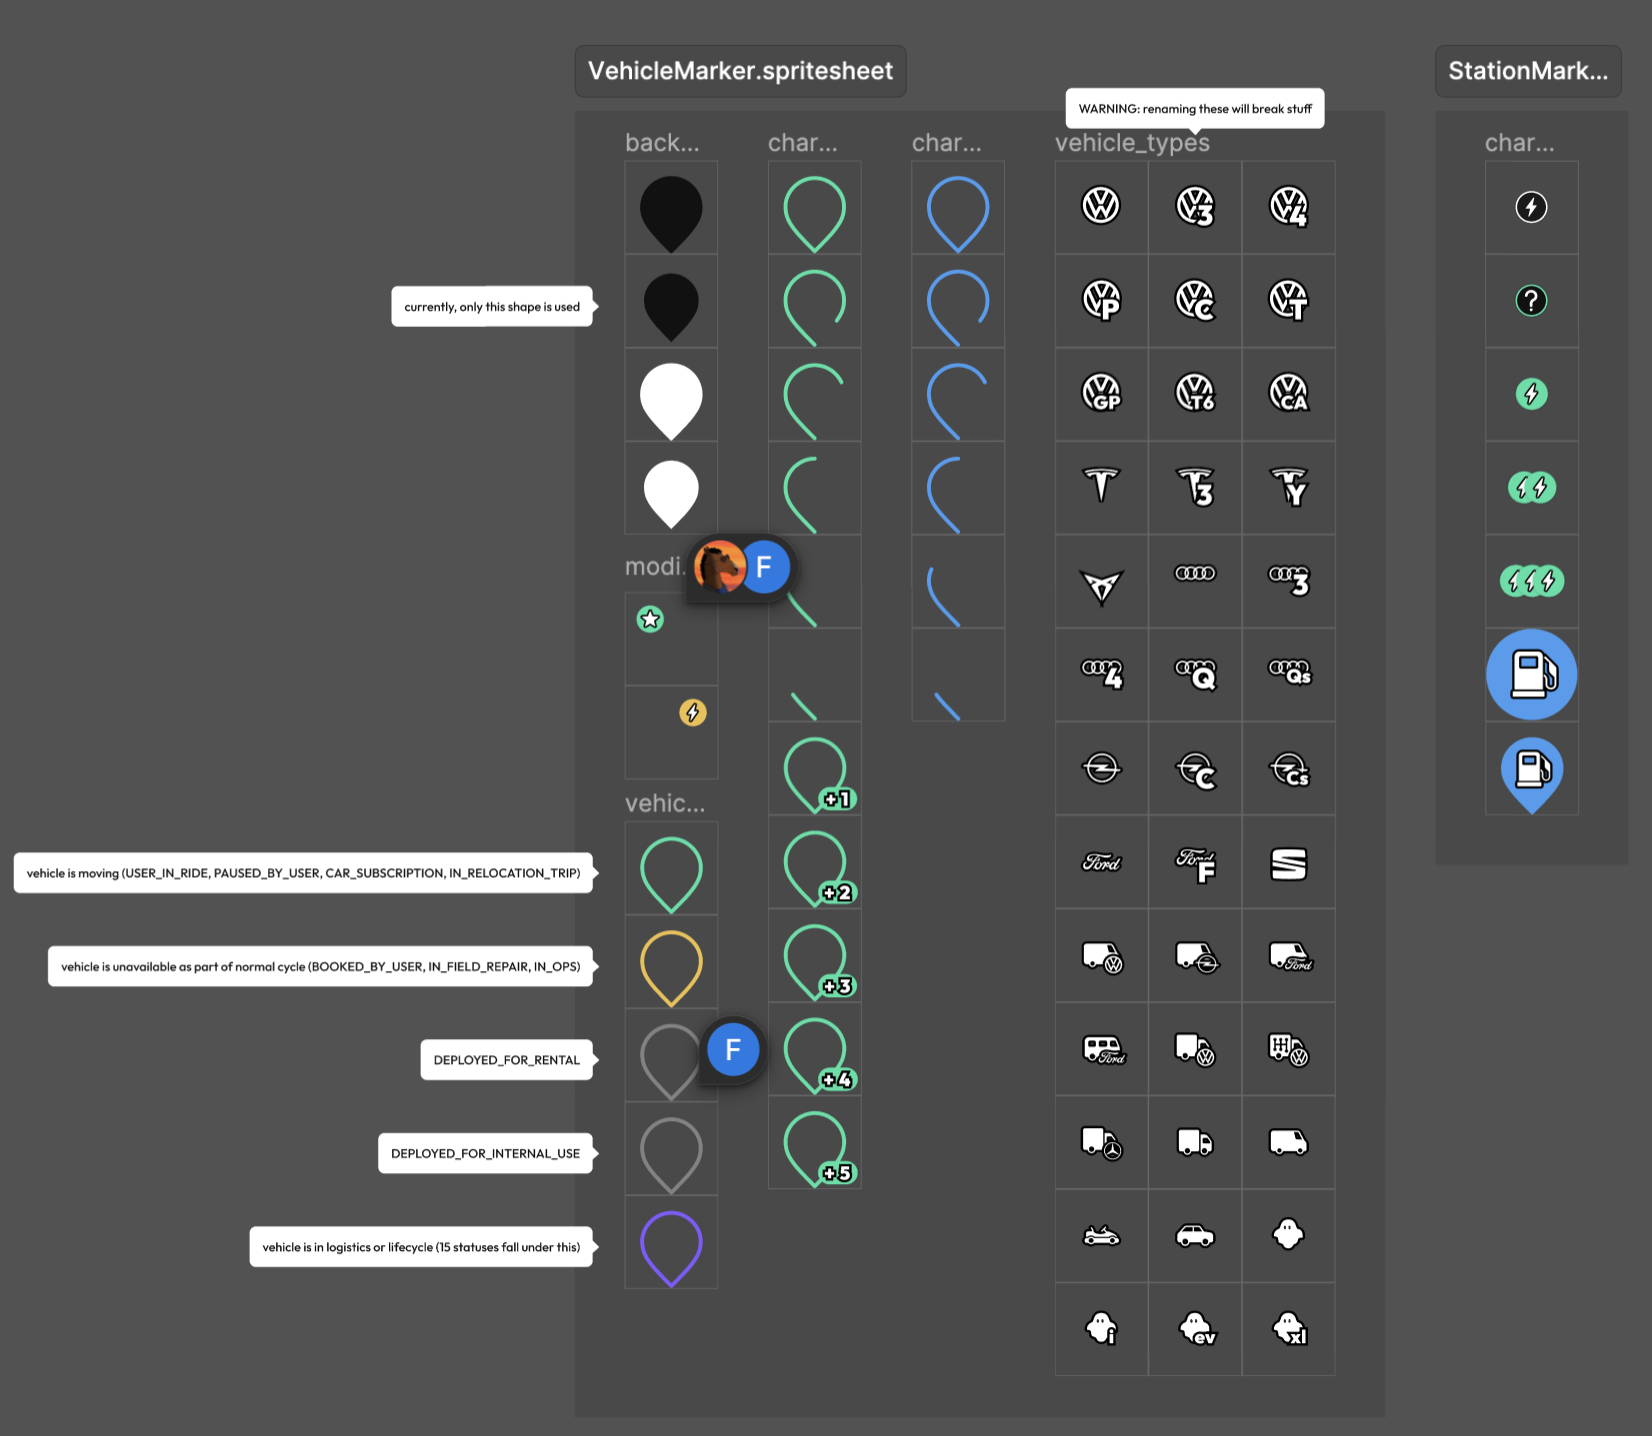 VehicleMarker.spritesheet
StationMark...
WARNING: renaming these will break stuff
back...
char...
char...
vehicle_types
char...
3
4
currently, only this shape is used
P
C
T
?
GP
T6
CA
3
Y
modi.
F
3
4
Q
Qs
+1
C
Cs
vehic...
vehicle is moving (USER_IN_RIDE, PAUSED_BY_USER, CAR_SUBSCRIPTION, IN_RELOCATION_TRIP)
+2
Ford
Ford
F
vehicle is unavailable as part of normal cycle (BOOKED_BY_USER, IN_FIELD_REPAIR, IN_OPS)
+3
Ford
DEPLOYED_FOR_RENTAL
F
+4
Ford
DEPLOYED_FOR_INTERNAL_USE
+5
vehicle is in logistics or lifecycle (15 statuses fall under this)
i
ev
xl